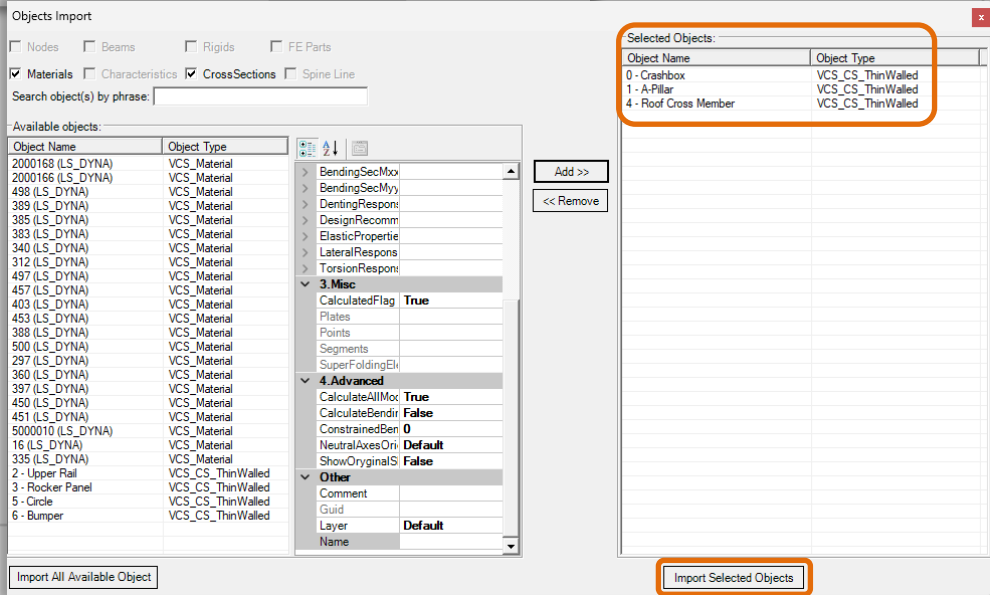 Objects Import
x
Nodes Beams Rigids FE Parts
Materials Characteristics CrossSections Spine Line
Search object(s) by phrase:
Available objects:
Object Name Object Type
2000168 (LS_DYNA) VCS_Material
2000166 (LS_DYNA) VCS_Material
498 (LS_DYNA) VCS_Material
389 (LS_DYNA) VCS_Material
385 (LS_DYNA) VCS_Material
383 (LS_DYNA) VCS_Material
340 (LS_DYNA) VCS_Material
312 (LS_DYNA) VCS_Material
497 (LS_DYNA) VCS_Material
457 (LS_DYNA) VCS_Material
403 (LS_DYNA) VCS_Material
453 (LS_DYNA) VCS_Material
388 (LS_DYNA) VCS_Material
500 (LS_DYNA) VCS_Material
297 (LS_DYNA) VCS_Material
360 (LS_DYNA) VCS_Material
397 (LS_DYNA) VCS_Material
450 (LS_DYNA) VCS_Material
451 (LS_DYNA) VCS_Material
5000010 (LS_DYNA) VCS_Material
16 (LS_DYNA) VCS_Material
335 (LS_DYNA) VCS_Material
2 - Upper Rail VCS_CS_ThinWalled
3 - Rocker Panel VCS_CS_ThinWalled
5 - Circle VCS_CS_ThinWalled
6 - Bumper VCS_CS_ThinWalled
Import All Available Object
BendingSecMxx
BendingSecMyy
DentingRespons
DesignRecomm
ElasticPropertie
LateralRespons
TorsionRespons
3.Misc
CalculatedFlag True
Plates
Points
Segments
SuperFoldingEle
4.Advanced
CalculateAllMod True
CalculateBendin False
ConstrainedBen 0
NeutralAxesOri Default
ShowOryginalS False
Other
Comment
Guid
Layer Default
Name
Add >>
<< Remove
Selected Objects:
Object Name Object Type
0 - Crashbox VCS_CS_ThinWalled
1 - A-Pillar VCS_CS_ThinWalled
4 - Roof Cross Member VCS_CS_ThinWalled
Import Selected Objects